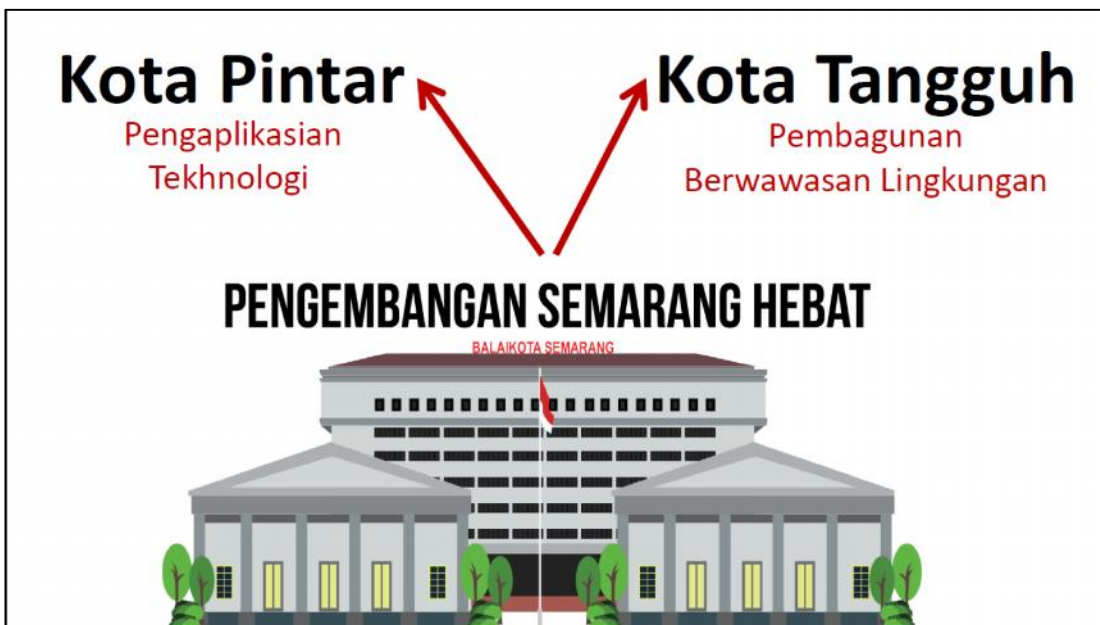 Kota Pintar
Pengaplikasian
Tekhnologi
Kota Tangguh
Pembagunan
Berwawasan Lingkungan
PENGEMBANGAN SEMARANG HEBAT
BALAIKOTA SEMARANG